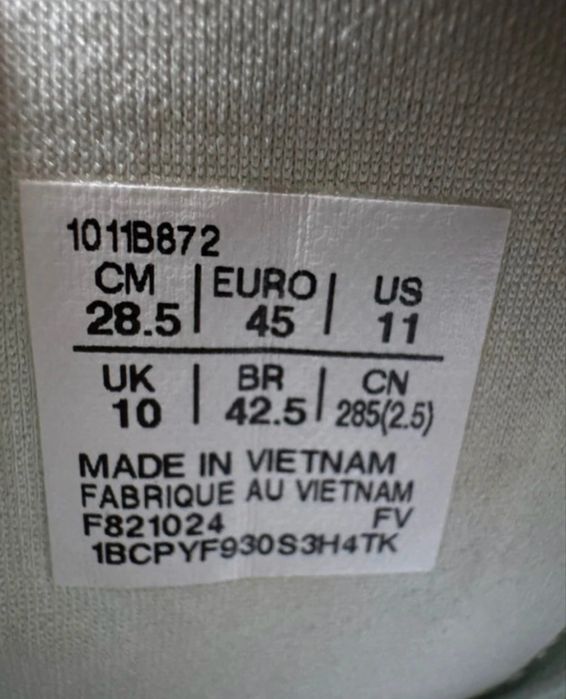 1011B872
CM | EURO | US
28.5 | 45 | 11
UK | BR | CN
10 | 42.5 | 285(2.5)
MADE IN VIETNAM
FABRIQUE AU VIETNAM
F821024 FV
1BCPYF930S3H4TK